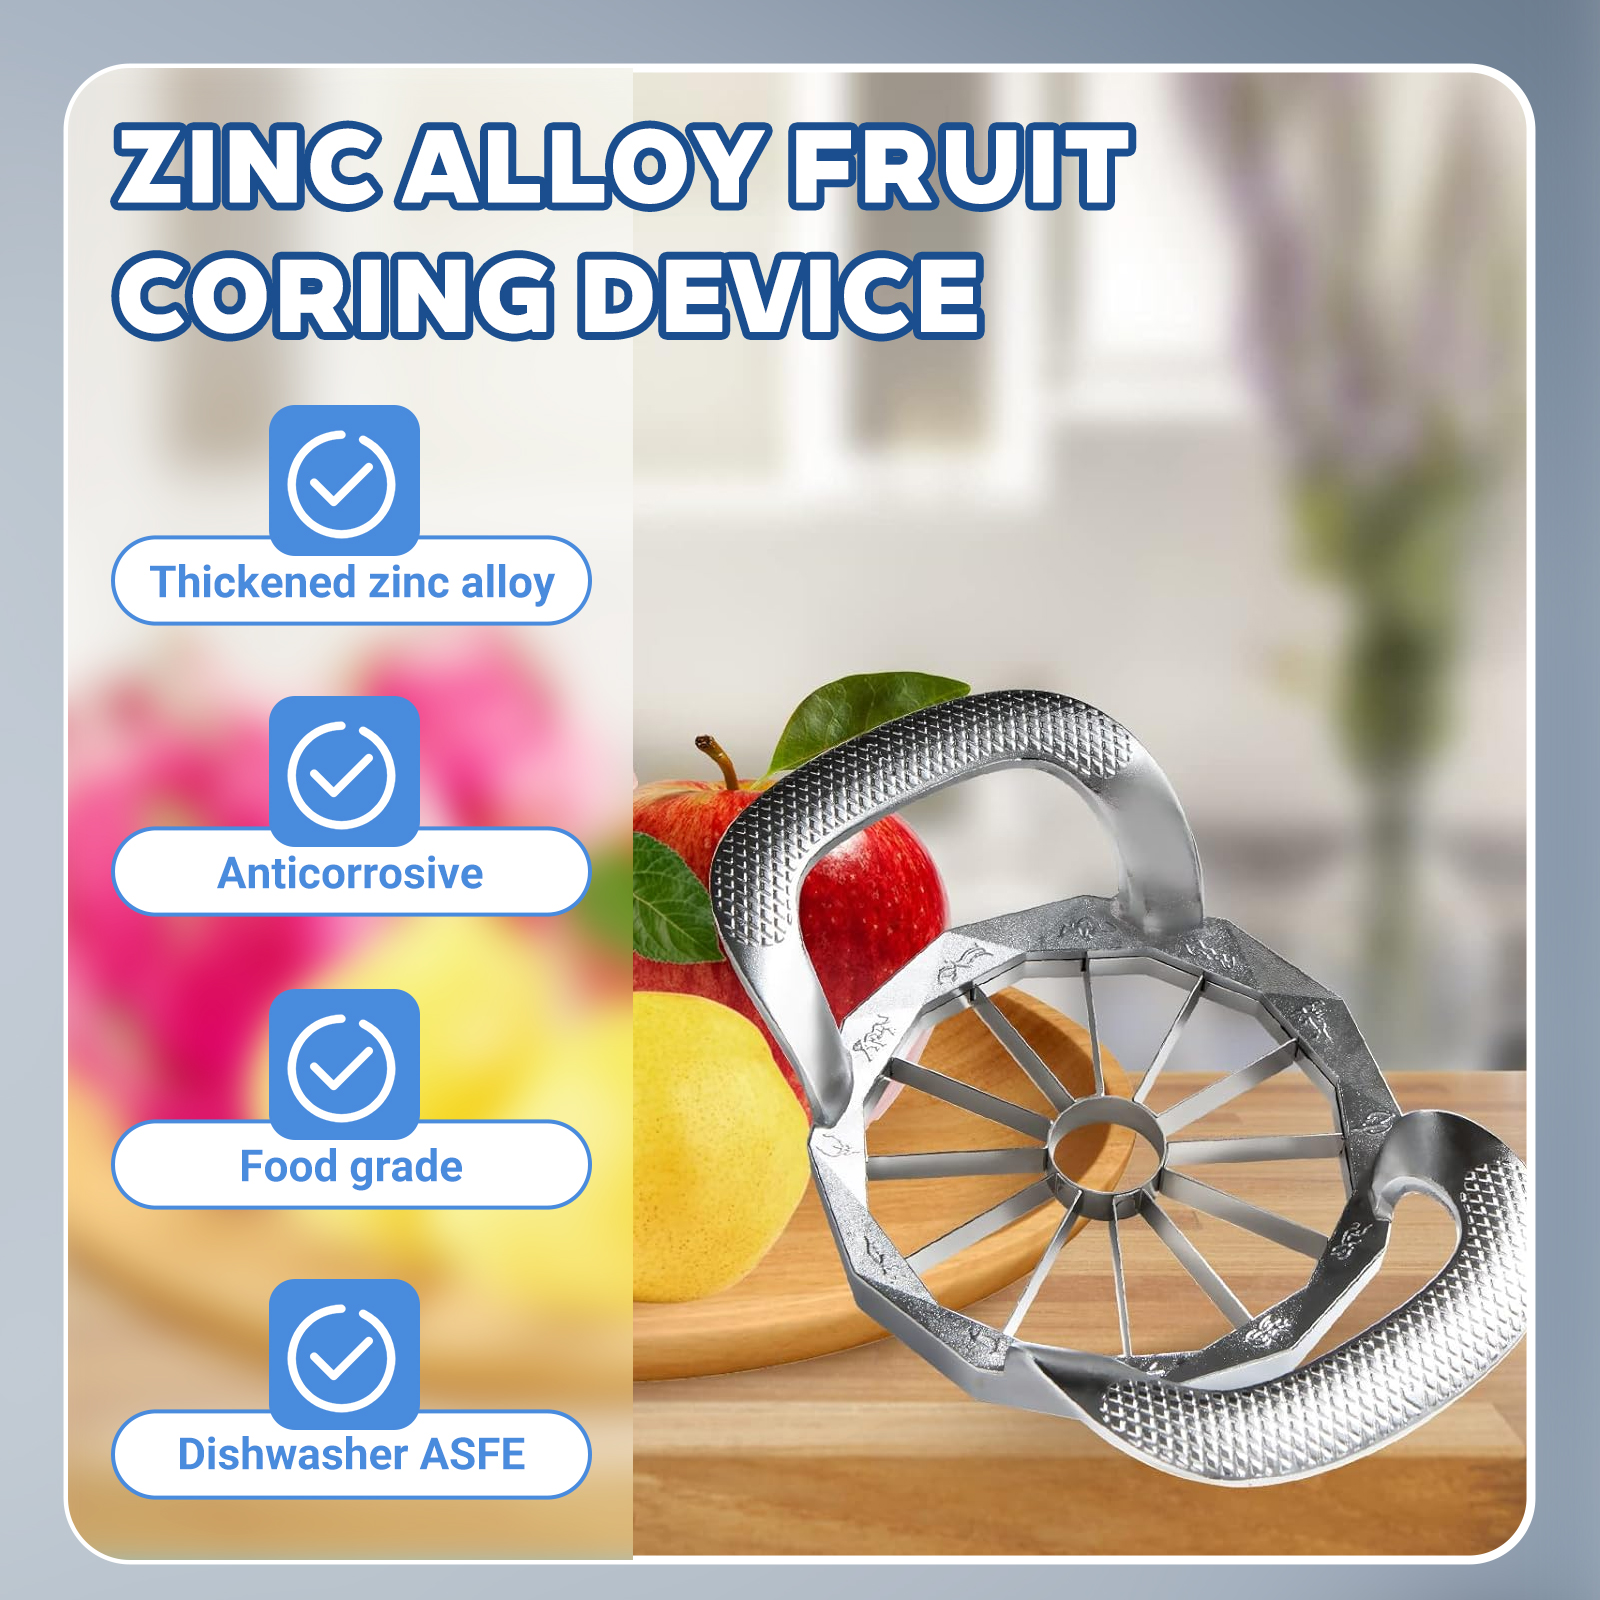 ZINC ALLOY FRUIT
CORING DEVICE
Thickened zinc alloy
Anticorrosive
Food grade
Dishwasher ASFE